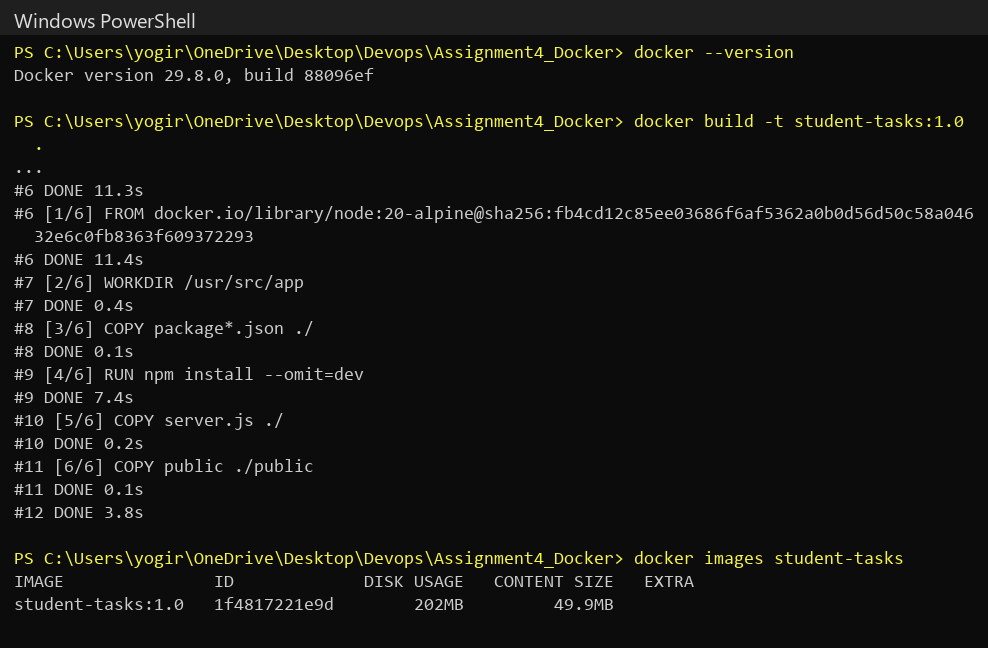 Windows PowerShell
PS C:\Users\yogir\OneDrive\Desktop\Devops\Assignment4_Docker> docker --version
Docker version 29.8.0, build 88096ef
PS C:\Users\yogir\OneDrive\Desktop\Devops\Assignment4_Docker> docker build -t student-tasks:1.0
.
...
#6 DONE 11.3s
#6 [1/6] FROM docker.io/library/node:20-alpine@sha256:fb4cd12c85ee03686f6af5362a0b0d56d50c58a046
32e6c0fb8363f609372293
#6 DONE 11.4s
#7 [2/6] WORKDIR /usr/src/app
#7 DONE 0.4s
#8 [3/6] COPY package*.json ./
#8 DONE 0.1s
#9 [4/6] RUN npm install --omit=dev
#9 DONE 7.4s
#10 [5/6] COPY server.js ./
#10 DONE 0.2s
#11 [6/6] COPY public ./public
#11 DONE 0.1s
#12 DONE 3.8s
PS C:\Users\yogir\OneDrive\Desktop\Devops\Assignment4_Docker> docker images student-tasks
IMAGE ID DISK USAGE CONTENT SIZE EXTRA
student-tasks:1.0 1f4817221e9d 202MB 49.9MB